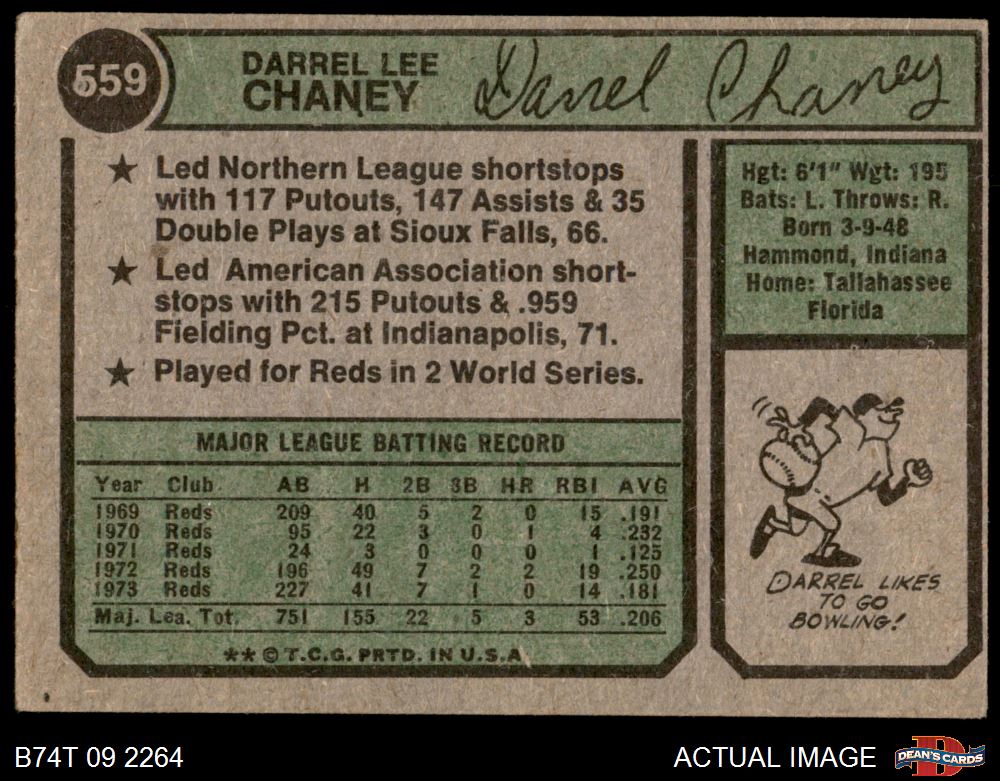 559
DARREL LEE
CHANEY
Darrel Chaney
★ Led Northern League shortstops
with 117 Putouts, 147 Assists & 35
Double Plays at Sioux Falls, 66.
★ Led American Association short-
stops with 215 Putouts & .959
Fielding Pct. at Indianapolis, 71.
★ Played for Reds in 2 World Series.
Hgt: 6'1" Wgt: 195
Bats: L. Throws: R.
Born 3-9-48
Hammond, Indiana
Home: Tallahassee
Florida
MAJOR LEAGUE BATTING RECORD
Year Club AB H 2B 3B HR RBI AVG
1969 Reds 209 40 5 2 0 15 .191
1970 Reds 95 22 3 0 1 4 .232
1971 Reds 24 3 0 0 0 1 .125
1972 Reds 196 49 7 2 2 19 .250
1973 Reds 227 41 7 1 0 14 .181
Maj. Lea. Tot. 751 155 22 5 3 53 .206
** © T.C.G. PRTD. IN U.S.A
DARREL LIKES
TO GO
BOWLING!
B74T 09 2264
ACTUAL IMAGE
D
DEAN'S CARDS